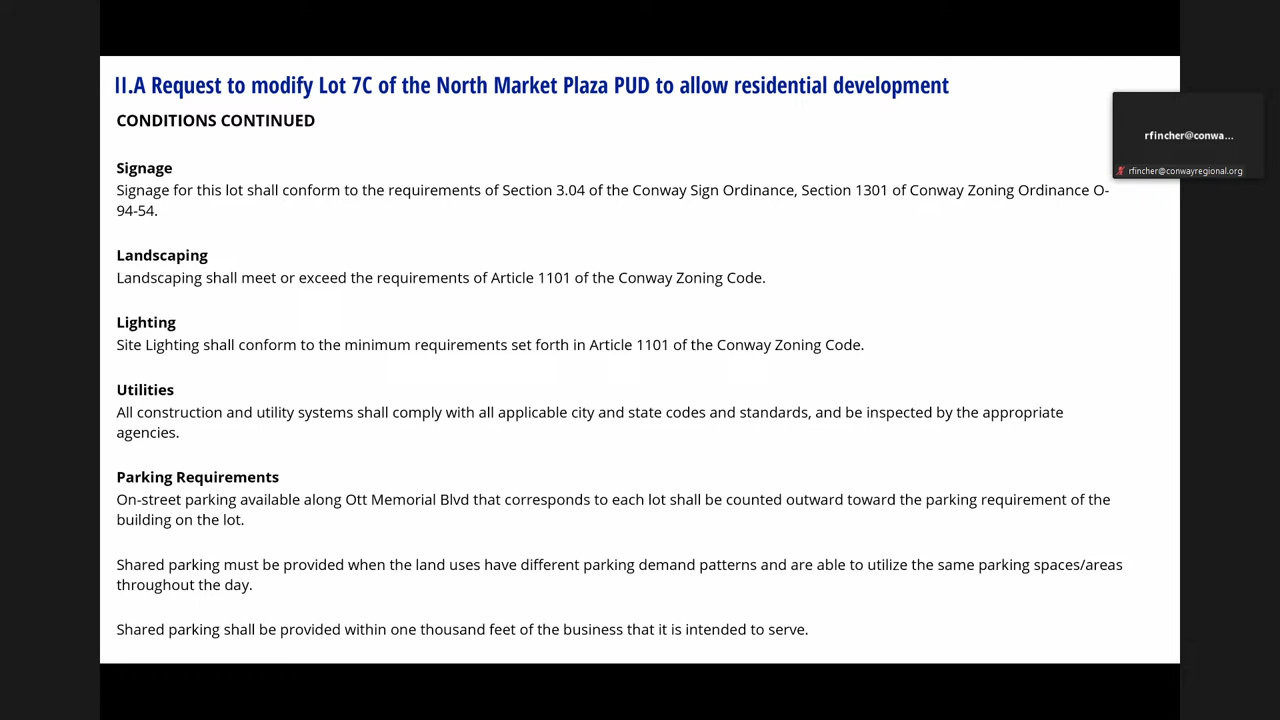 II.A Request to modify Lot 7C of the North Market Plaza PUD to allow residential development
CONDITIONS CONTINUED
Signage
Signage for this lot shall conform to the requirements of Section 3.04 of the Conway Sign Ordinance, Section 1301 of Conway Zoning Ordinance O-
94-54.
Landscaping
Landscaping shall meet or exceed the requirements of Article 1101 of the Conway Zoning Code.
Lighting
Site Lighting shall conform to the minimum requirements set forth in Article 1101 of the Conway Zoning Code.
Utilities
All construction and utility systems shall comply with all applicable city and state codes and standards, and be inspected by the appropriate
agencies.
Parking Requirements
On-street parking available along Ott Memorial Blvd that corresponds to each lot shall be counted outward toward the parking requirement of the
building on the lot.
Shared parking must be provided when the land uses have different parking demand patterns and are able to utilize the same parking spaces/areas
throughout the day.
Shared parking shall be provided within one thousand feet of the business that it is intended to serve.
rfincher@conwa...
rfincher@conwayregional.org